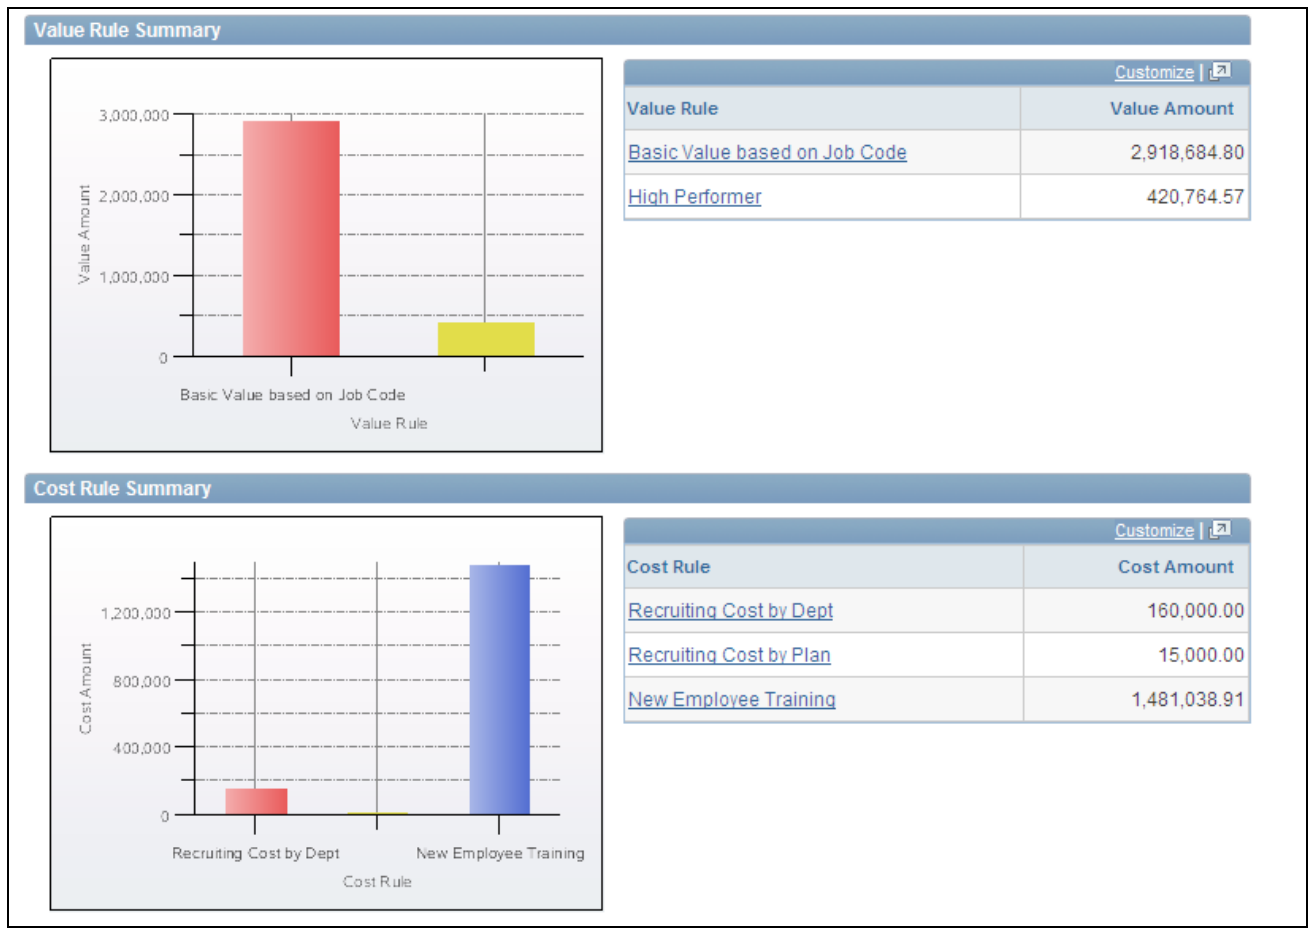 Value Rule Summary
3,000,000
2,000,000
1,000,000
0
Value Amount
Basic Value based on Job Code
Value Rule
Customize |
Value Rule Value Amount
Basic Value based on Job Code 2,918,684.80
High Performer 420,764.57
Cost Rule Summary
1,200,000
800,000
400,000
0
Cost Amount
Recruiting Cost by Dept New Employee Training
Cost Rule
Customize |
Cost Rule Cost Amount
Recruiting Cost by Dept 160,000.00
Recruiting Cost by Plan 15,000.00
New Employee Training 1,481,038.91